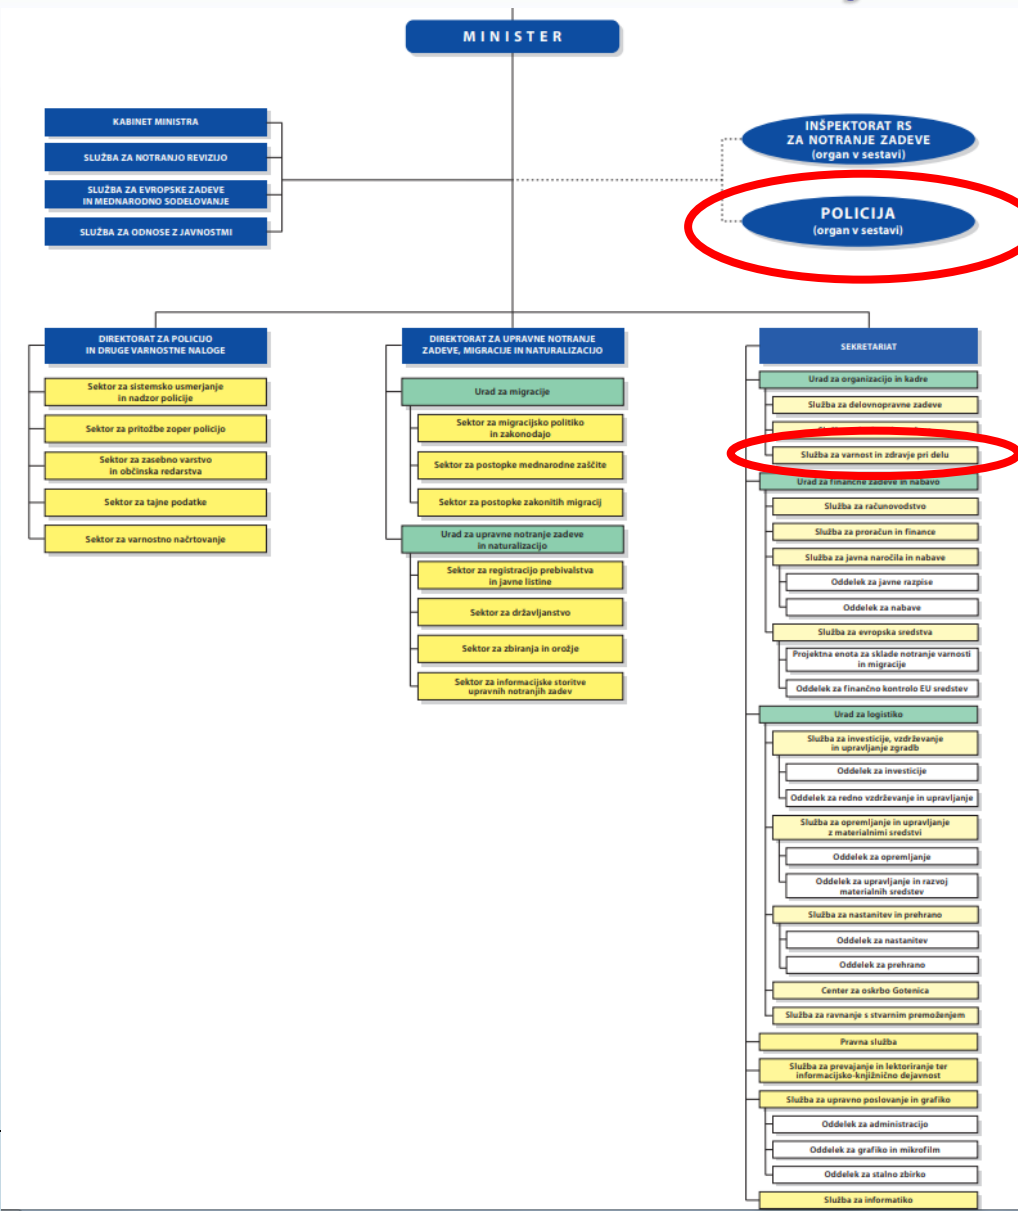 MINISTER
KABINET MINISTRA
SLUŽBA ZA NOTRANJO REVIZIJO
SLUŽBA ZA EVROPSKE ZADEVE
IN MEDNARODNO SODELOVANJE
SLUŽBA ZA ODNOSE Z JAVNOSTMI
INŠPEKTORAT RS
ZA NOTRANJE ZADEVE
(organ v sestavi)
POLICIJA
(organ v sestavi)
DIREKTORAT ZA POLICIJO
IN DRUGE VARNOSTNE NALOGE
Sektor za sistemsko usmerjanje
in nadzor policije
Sektor za pritožbe zoper policijo
Sektor za zasebno varstvo
in občinska redarstva
Sektor za tajne podatke
Sektor za varnostno načrtovanje
DIREKTORAT ZA UPRAVNE NOTRANJE
ZADEVE, MIGRACIJE IN NATURALIZACIJO
Urad za migracije
Sektor za migracijsko politiko
in zakonodajo
Sektor za postopke mednarodne zaščite
Sektor za postopke zakonitih migracij
Urad za upravne notranje zadeve
in naturalizacijo
Sektor za registracijo prebivalstva
in javne listine
Sektor za državljanstvo
Sektor za zbiranja in orožje
Sektor za informacijske storitve
upravnih notranjih zadev
SEKRETARIAT
Urad za organizacijo in kadre
Služba za delovnopravne zadeve
Služba za varnost in zdravje pri delu
Urad za finančne zadeve in nabavo
Služba za računovodstvo
Služba za proračun in finance
Služba za javna naročila in nabave
Oddelek za javne razpise
Oddelek za nabave
Služba za evropska sredstva
Projektna enota za sklade notranje varnosti
in migracije
Oddelek za finančno kontrolo EU sredstev
Urad za logistiko
Služba za investicije, vzdrževanje
in upravljanje zgradb
Oddelek za investicije
Oddelek za redno vzdrževanje in upravljanje
Služba za opremljanje in upravljanje
z materialnimi sredstvi
Oddelek za opremljanje
Oddelek za upravljanje in razvoj
materialnih sredstev
Služba za nastanitev in prehrano
Oddelek za nastanitev
Oddelek za prehrano
Center za oskrbo Gotenica
Služba za ravnanje s stvarnim premoženjem
Pravna služba
Služba za prevajanje in lektoriranje ter
informacijsko-knjižnično dejavnost
Služba za upravno poslovanje in grafiko
Oddelek za administracijo
Oddelek za grafiko in mikrofilm
Oddelek za stalno zbirko
Služba za informatiko